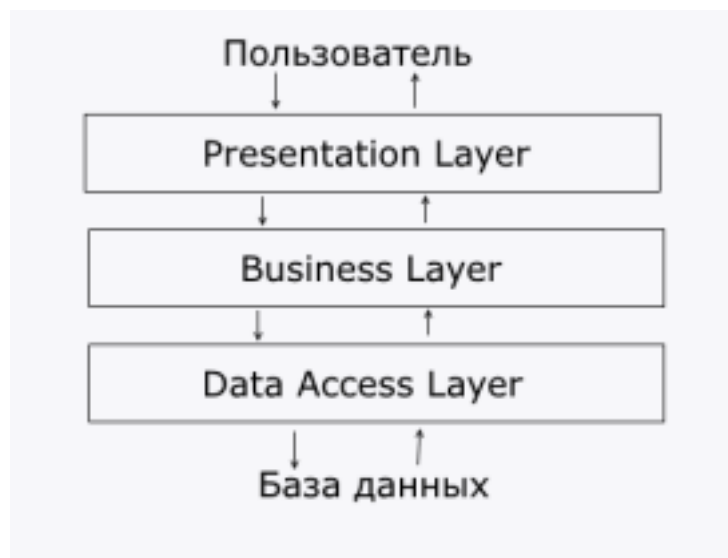 Пользователь
Presentation Layer
Business Layer
Data Access Layer
База данных